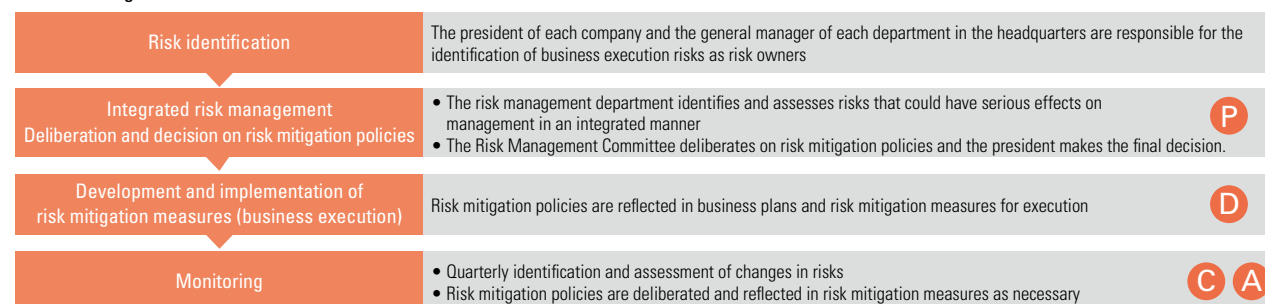 Risk identification
The president of each company and the general manager of each department in the headquarters are responsible for the
identification of business execution risks as risk owners
Integrated risk management
Deliberation and decision on risk mitigation policies
• The risk management department identifies and assesses risks that could have serious effects on
management in an integrated manner
• The Risk Management Committee deliberates on risk mitigation policies and the president makes the final decision.
P
Development and implementation of
risk mitigation measures (business execution)
Risk mitigation policies are reflected in business plans and risk mitigation measures for execution
D
Monitoring
• Quarterly identification and assessment of changes in risks
• Risk mitigation policies are deliberated and reflected in risk mitigation measures as necessary
C A